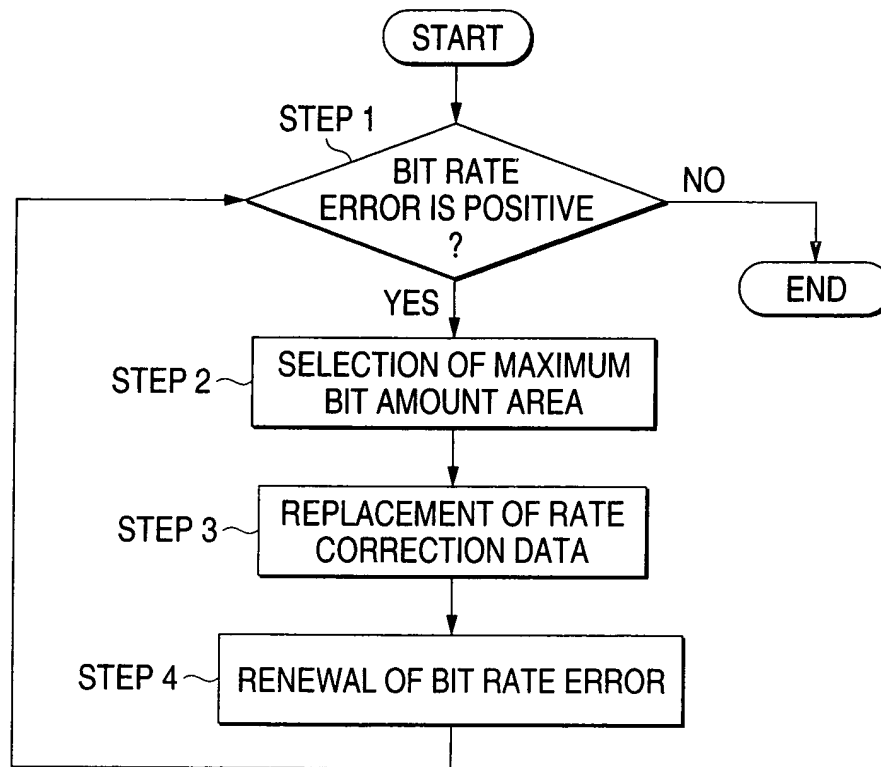 START
STEP 1
BIT RATE
ERROR IS POSITIVE
?
NO
END
YES
STEP 2
SELECTION OF MAXIMUM
BIT AMOUNT AREA
STEP 3
REPLACEMENT OF RATE
CORRECTION DATA
STEP 4
RENEWAL OF BIT RATE ERROR